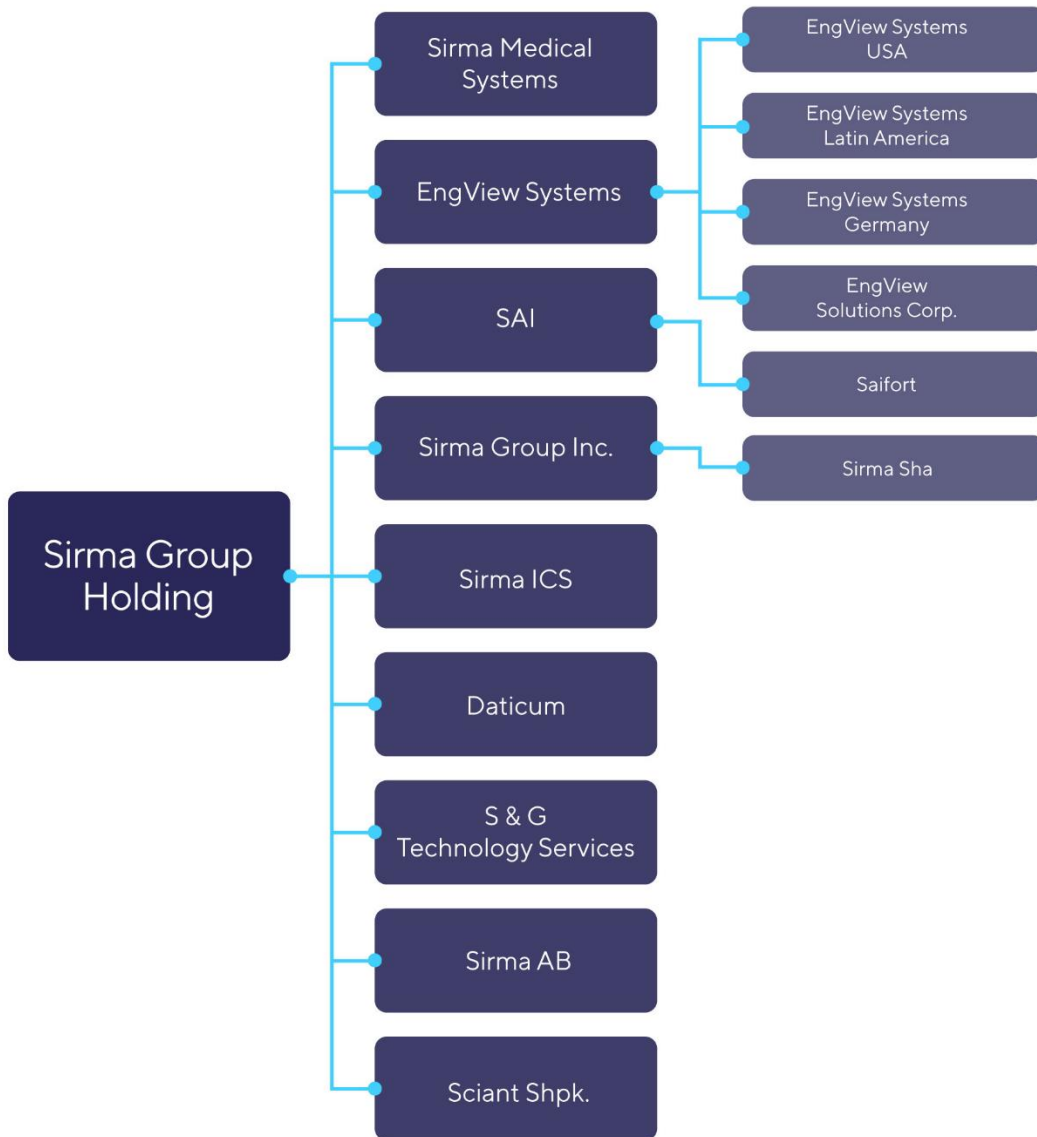 Sirma Group
Holding
Sirma Medical
Systems
EngView Systems
SAI
Sirma Group Inc.
Sirma ICS
Daticum
S & G
Technology Services
Sirma AB
Sciant Shpk.
EngView Systems
USA
EngView Systems
Latin America
EngView Systems
Germany
EngView
Solutions Corp.
Saifort
Sirma Sha